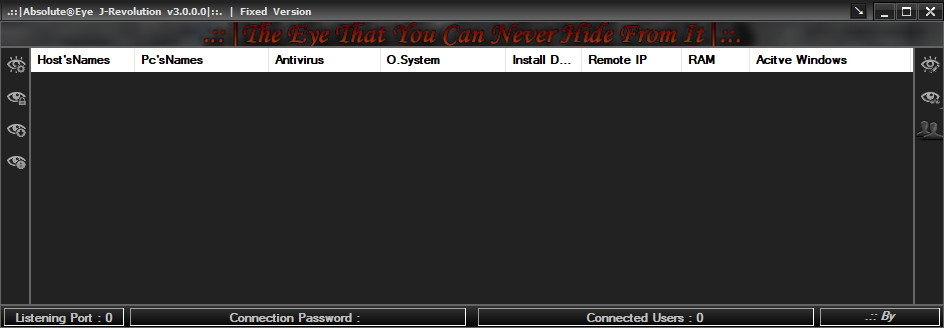 .::|Absolute@Eye J-Revolution v3.0.0.0|::. | Fixed Version
.:: |The Eye That You Can Never Hide From It |::.
Host'sNames Pc'sNames Antivirus O.System Install D... Remote IP RAM Acitve Windows
Listening Port : 0 Connection Password : Connected Users : 0 .:: By